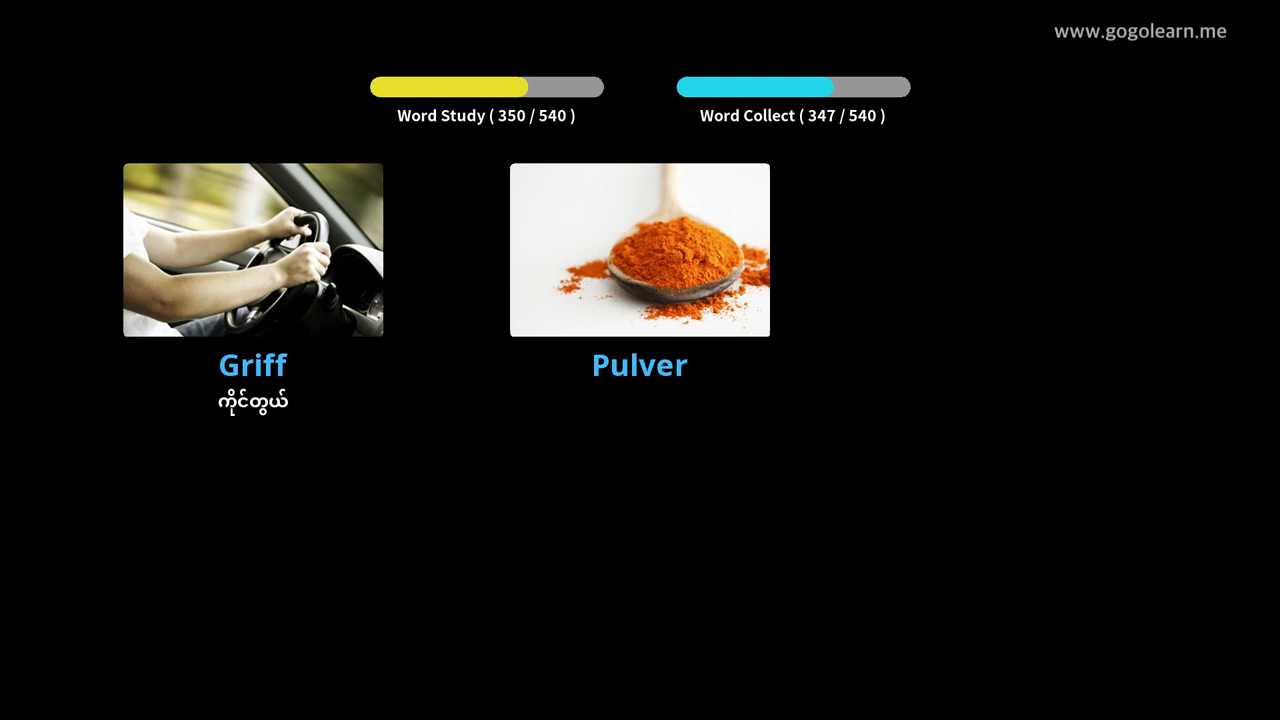 www.gogolearn.me
Word Study ( 350 / 540 )
Word Collect ( 347 / 540 )
Griff
ကိုင်တွယ်
Pulver